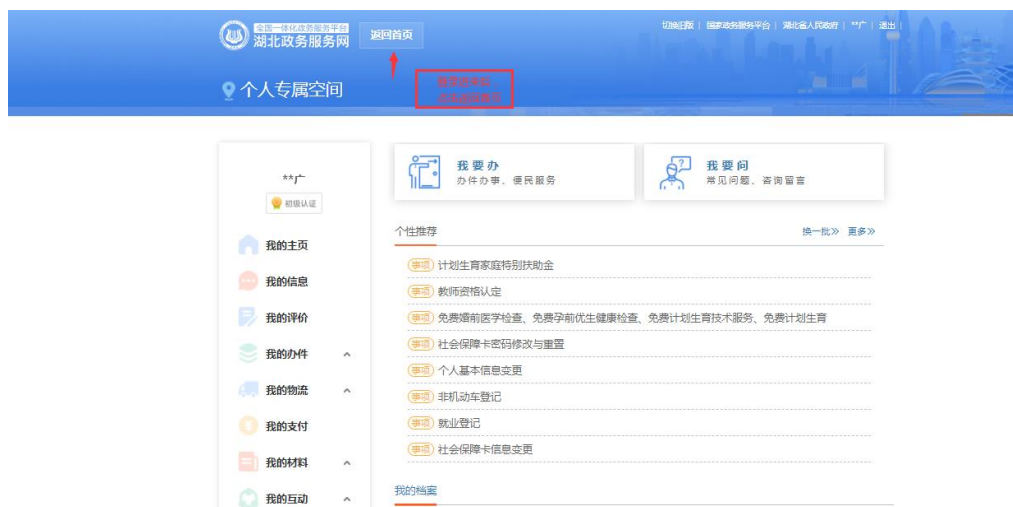 全国一体化政务服务平台
湖北政务服务网
返回首页
切换旧版 | 国家政务服务平台 | 湖北省人民政府 | **广 | 退出 |
个人专属空间
**广
初级认证
我的主页
我的信息
我的评价
我的办件
我的物流
我的支付
我的材料
我的互动
我要办
办件办事、便民服务
我要问
常见问题、咨询留言
个性推荐
换一批》 更多》
事项 计划生育家庭特别扶助金
事项 教师资格认定
事项 免费婚前医学检查、免费孕前优生健康检查、免费计划生育技术服务、免费计划生育
事项 社会保障卡密码修改与重置
事项 个人基本信息变更
事项 非机动车登记
事项 就业登记
事项 社会保障卡信息变更
我的档案